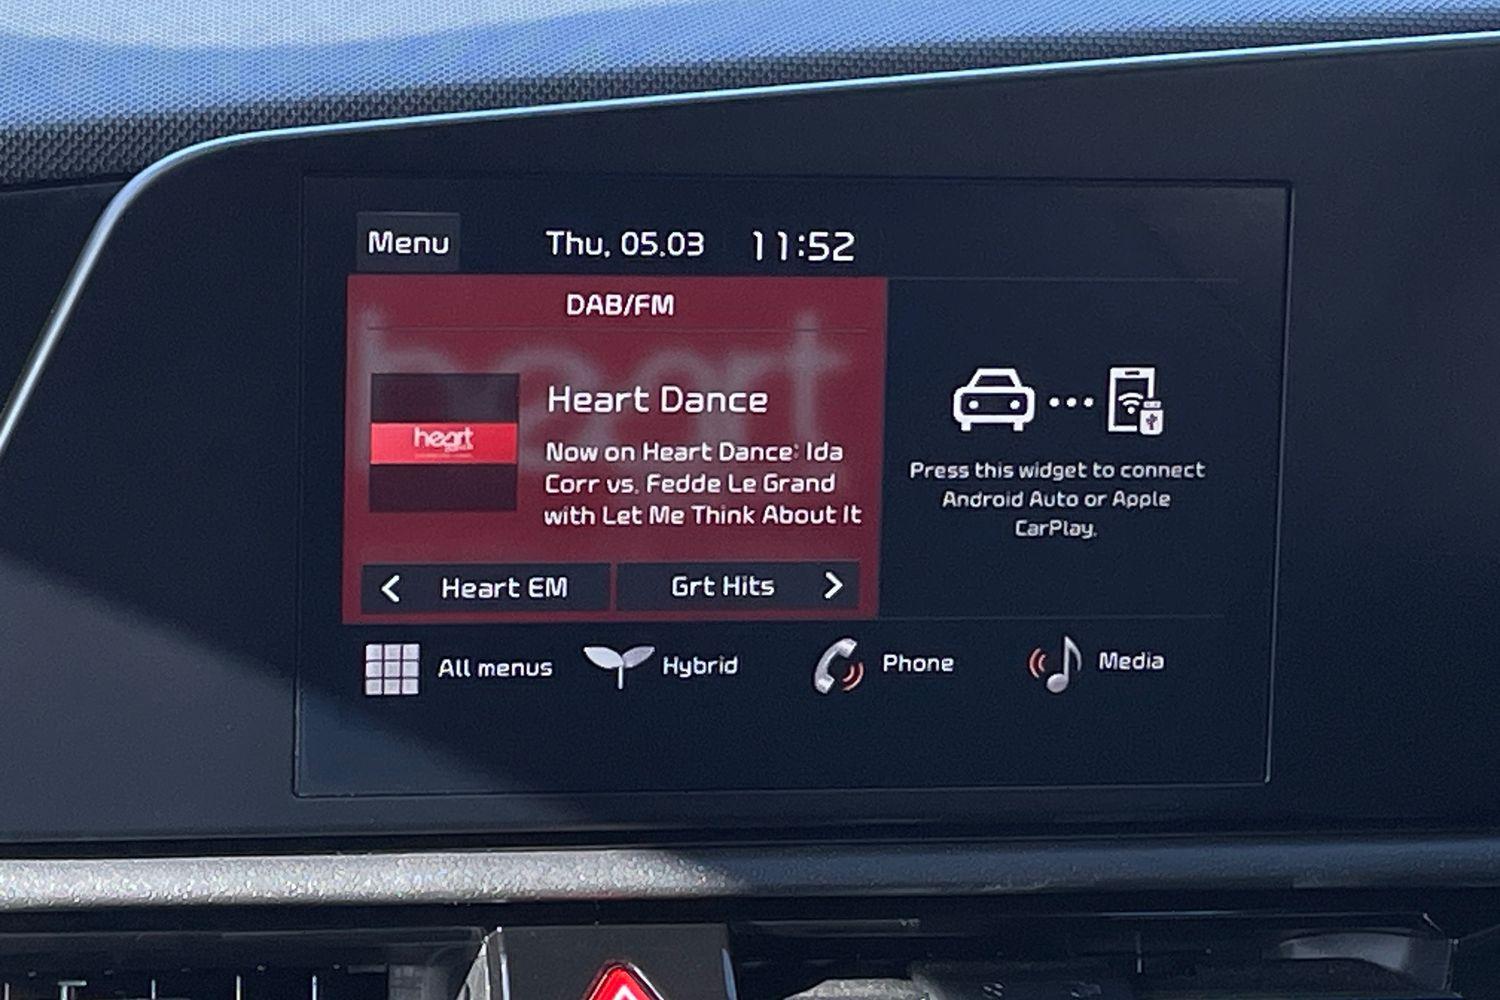 Menu
Thu. 05.03
11:52
DAB/FM
heart
heart
Heart Dance
Now on Heart Dance: Ida
Corr vs. Fedde Le Grand
with Let Me Think About It
Heart EM
Grt Hits
Press this widget to connect
Android Auto or Apple
CarPlay.
All menus
Hybrid
Phone
Media